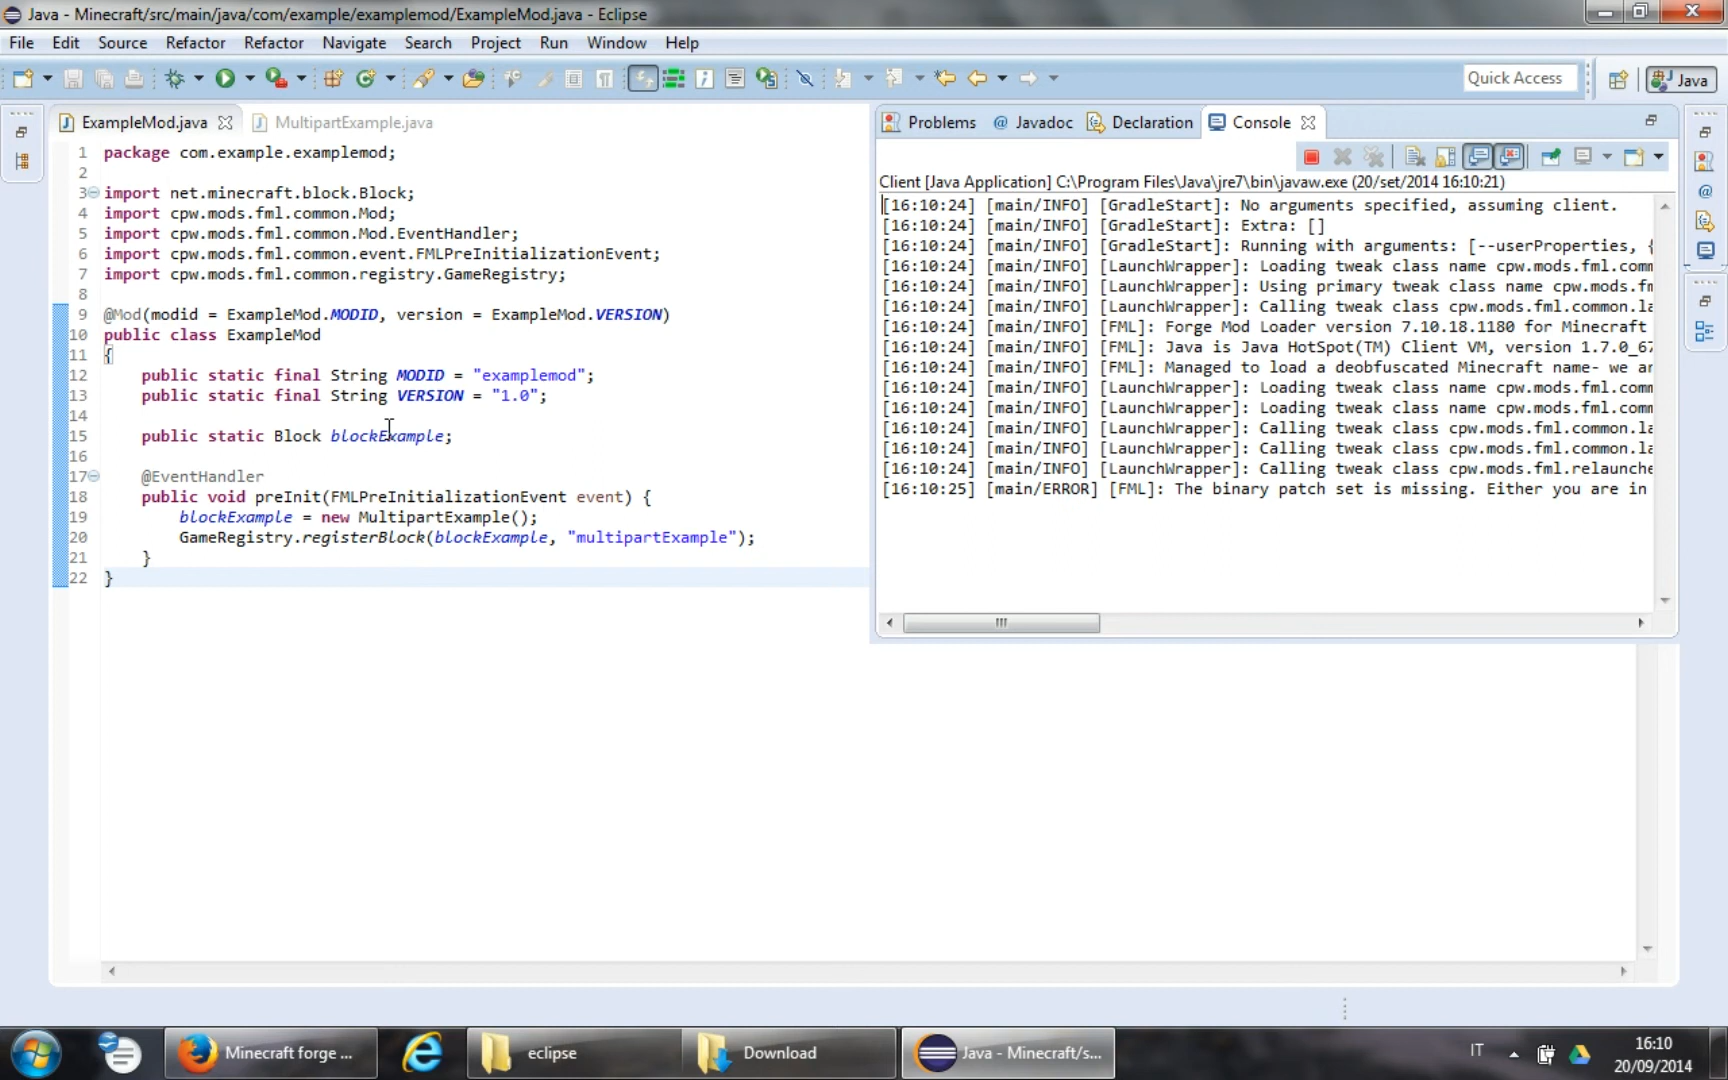 Java - Minecraft/src/main/java/com/example/examplemod/ExampleMod.java - Eclipse
File Edit Source Refactor Refactor Navigate Search Project Run Window Help
Quick Access
Java
ExampleMod.java
MultipartExample.java
1 package com.example.examplemod;
2
3 import net.minecraft.block.Block;
4 import cpw.mods.fml.common.Mod;
5 import cpw.mods.fml.common.Mod.EventHandler;
6 import cpw.mods.fml.common.event.FMLPreInitializationEvent;
7 import cpw.mods.fml.common.registry.GameRegistry;
8
9 @Mod(modid = ExampleMod.MODID, version = ExampleMod.VERSION)
10 public class ExampleMod
11 {
12 public static final String MODID = "examplemod";
13 public static final String VERSION = "1.0";
14
15 public static Block blockExample;
16
17 @EventHandler
18 public void preInit(FMLPreInitializationEvent event) {
19 blockExample = new MultipartExample();
20 GameRegistry.registerBlock(blockExample, "multipartExample");
21 }
22 }
Problems @ Javadoc Declaration Console
Client [Java Application] C:\Program Files\Java\jre7\bin\javaw.exe (20/set/2014 16:10:21)
[16:10:24] [main/INFO] [GradleStart]: No arguments specified, assuming client.
[16:10:24] [main/INFO] [GradleStart]: Extra: []
[16:10:24] [main/INFO] [GradleStart]: Running with arguments: [--userProperties, {
[16:10:24] [main/INFO] [LaunchWrapper]: Loading tweak class name cpw.mods.fml.comm
[16:10:24] [main/INFO] [LaunchWrapper]: Using primary tweak class name cpw.mods.fm
[16:10:24] [main/INFO] [LaunchWrapper]: Calling tweak class cpw.mods.fml.common.la
[16:10:24] [main/INFO] [FML]: Forge Mod Loader version 7.10.18.1180 for Minecraft
[16:10:24] [main/INFO] [FML]: Java is Java HotSpot(TM) Client VM, version 1.7.0_67
[16:10:24] [main/INFO] [FML]: Managed to load a deobfuscated Minecraft name- we ar
[16:10:24] [main/INFO] [LaunchWrapper]: Loading tweak class name cpw.mods.fml.comm
[16:10:24] [main/INFO] [LaunchWrapper]: Loading tweak class name cpw.mods.fml.comm
[16:10:24] [main/INFO] [LaunchWrapper]: Calling tweak class cpw.mods.fml.common.la
[16:10:24] [main/INFO] [LaunchWrapper]: Calling tweak class cpw.mods.fml.common.la
[16:10:24] [main/INFO] [LaunchWrapper]: Calling tweak class cpw.mods.fml.relaunche
[16:10:25] [main/ERROR] [FML]: The binary patch set is missing. Either you are in
Minecraft forge ...
eclipse
Download
Java - Minecraft/s...
IT
16:10
20/09/2014